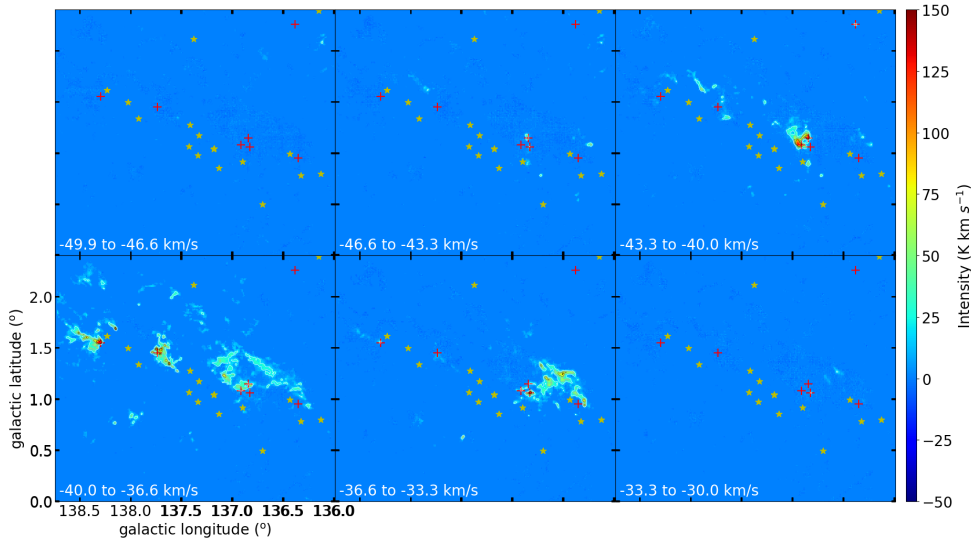 -49.9 to -46.6 km/s
-46.6 to -43.3 km/s
-43.3 to -40.0 km/s
-40.0 to -36.6 km/s
-36.6 to -33.3 km/s
-33.3 to -30.0 km/s
2.0
1.5
1.0
0.5
0.0
galactic latitude (°)
138.5 138.0 137.5 137.0 136.5 136.0
galactic longitude (°)
150
125
100
75
50
25
0
−25
−50
Intensity (K km s⁻¹)